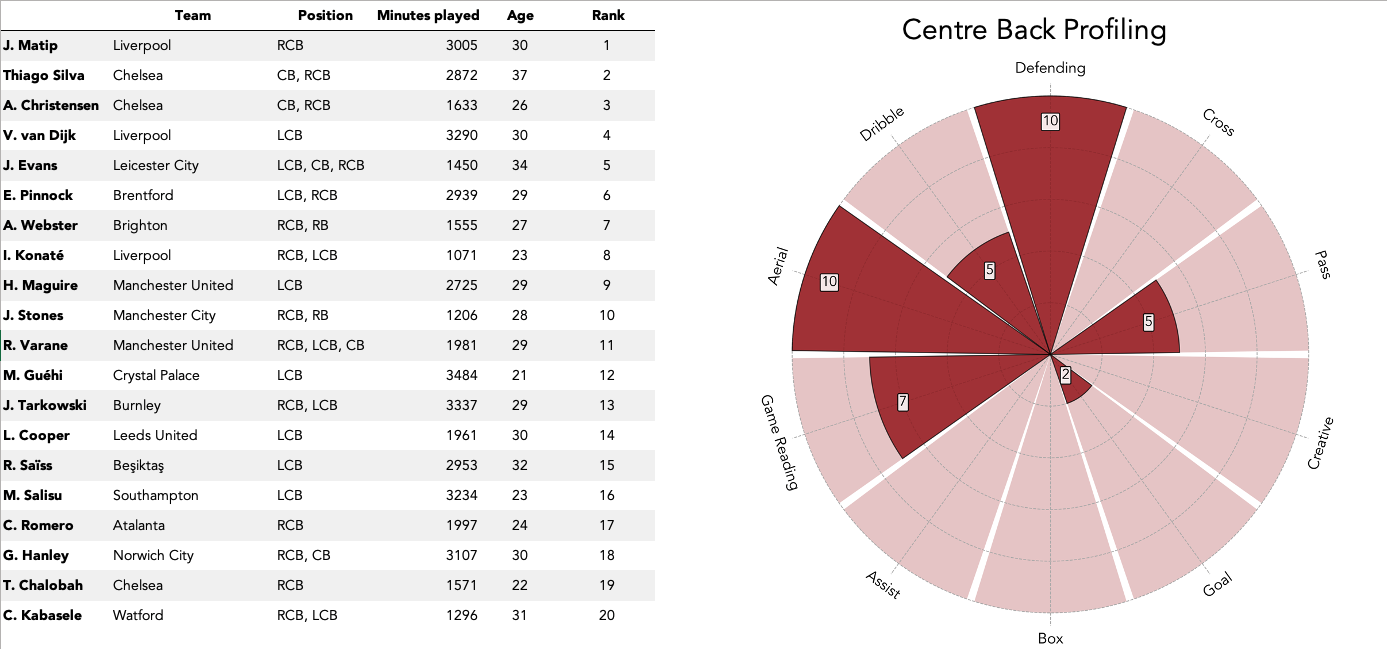 Team Position Minutes played Age Rank
J. Matip Liverpool RCB 3005 30 1
Thiago Silva Chelsea CB, RCB 2872 37 2
A. Christensen Chelsea CB, RCB 1633 26 3
V. van Dijk Liverpool LCB 3290 30 4
J. Evans Leicester City LCB, CB, RCB 1450 34 5
E. Pinnock Brentford LCB, RCB 2939 29 6
A. Webster Brighton RCB, RB 1555 27 7
I. Konaté Liverpool RCB, LCB 1071 23 8
H. Maguire Manchester United LCB 2725 29 9
J. Stones Manchester City RCB, RB 1206 28 10
R. Varane Manchester United RCB, LCB, CB 1981 29 11
M. Guéhi Crystal Palace LCB 3484 21 12
J. Tarkowski Burnley RCB, LCB 3337 29 13
L. Cooper Leeds United LCB 1961 30 14
R. Saïss Beşiktaş LCB 2953 32 15
M. Salisu Southampton LCB 3234 23 16
C. Romero Atalanta RCB 1997 24 17
G. Hanley Norwich City RCB, CB 3107 30 18
T. Chalobah Chelsea RCB 1571 22 19
C. Kabasele Watford RCB, LCB 1296 31 20
Centre Back Profiling
Defending
Dribble
Cross
10
Aerial
Pass
5
10
5
2
7
Game Reading
Creative
Assist
Goal
Box